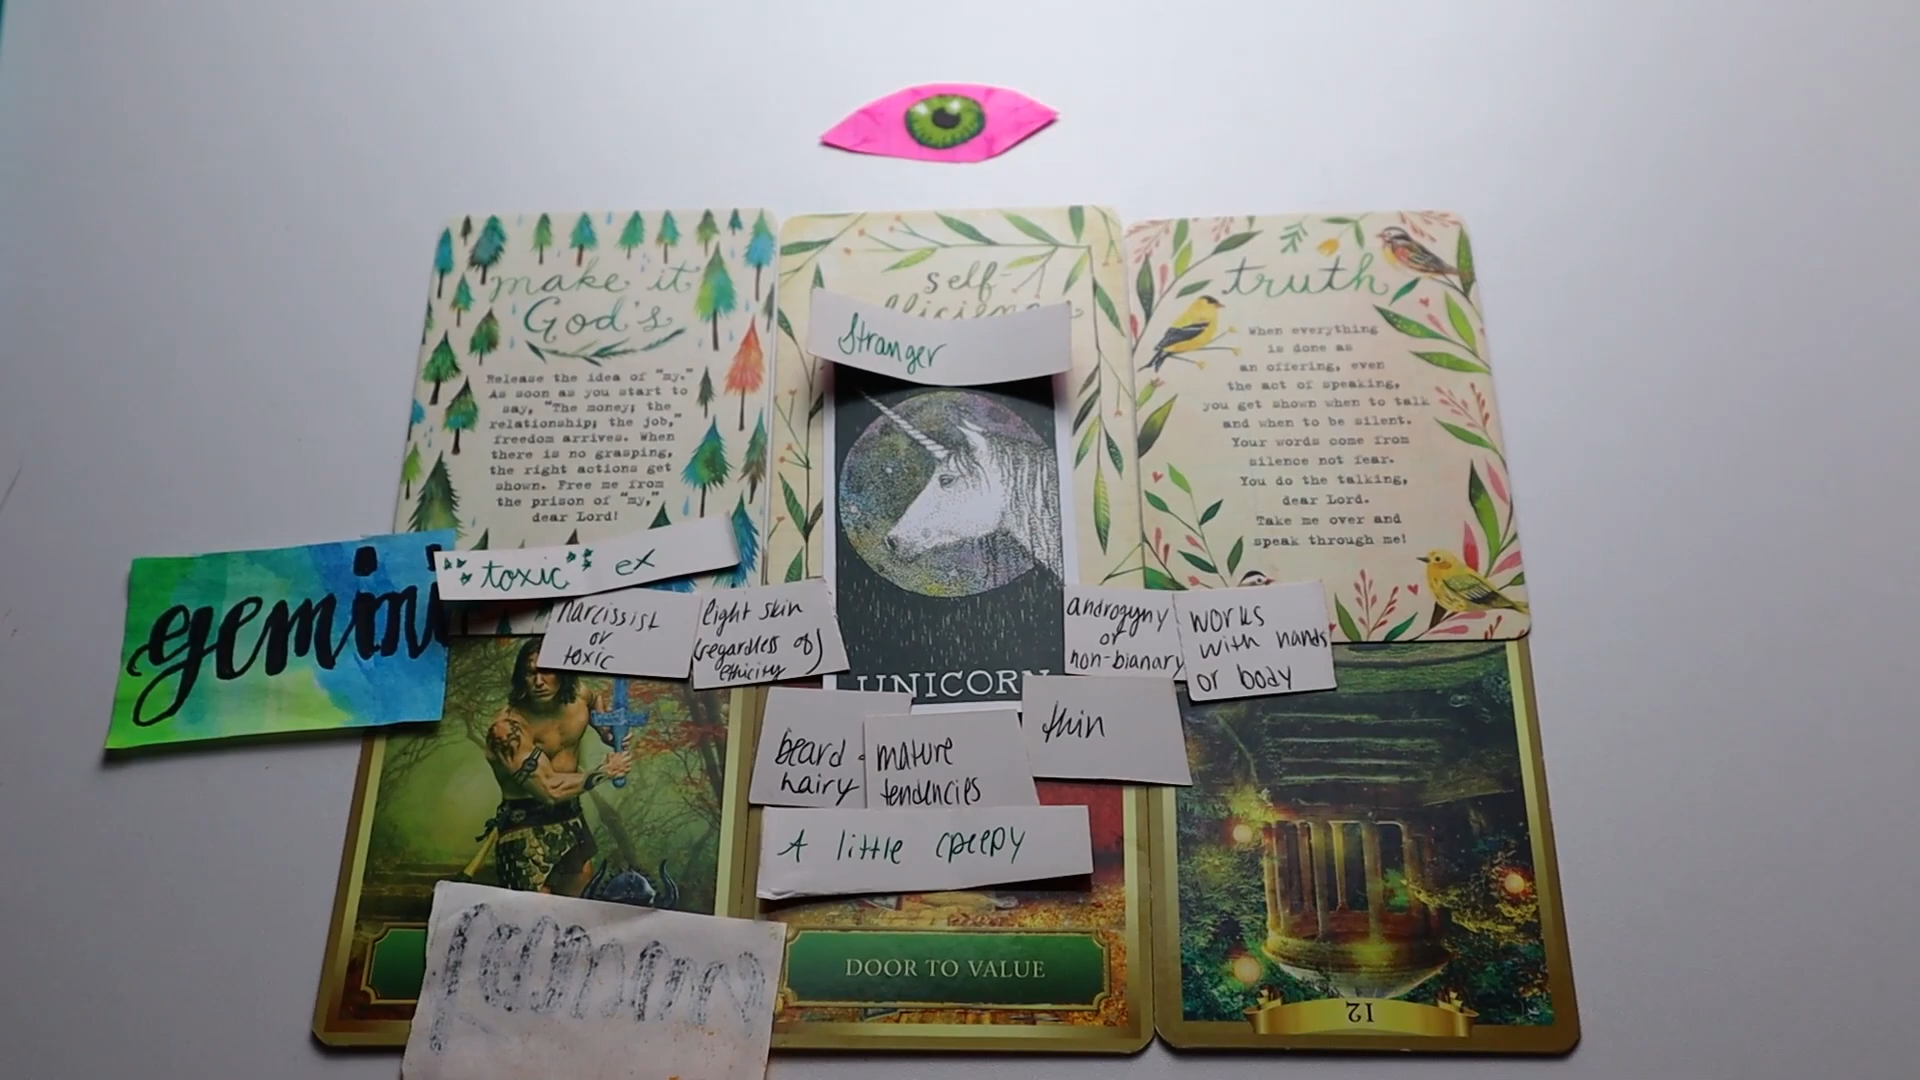 make it
God's
Release the idea of "my."
As soon as you start to
say, "The money; the
relationship; the job,"
freedom arrives. When
there is no grasping,
the right actions get
shown. Free me from
the prison of "my,"
dear Lord!
self-
Stranger
UNICORN
truth
When everything
is done as
an offering, even
the act of speaking,
you get shown when to talk
and when to be silent.
Your words come from
silence not fear.
You do the talking,
dear Lord.
Take me over and
speak through me!
gemini
"toxic" ex
narcissist
or
toxic
light skin
(regardless of)
ethicity
androgyny
or
non-bianary
works
with hands
or body
beard
hairy
mature
tendencies
thin
A little creepy
DOOR TO VALUE
12